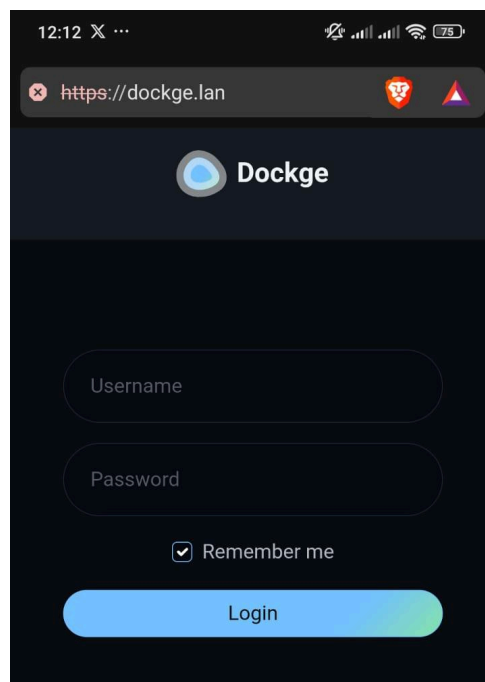 12:12 X ··· 75
https://dockge.lan
Dockge
Username
Password
Remember me
Login